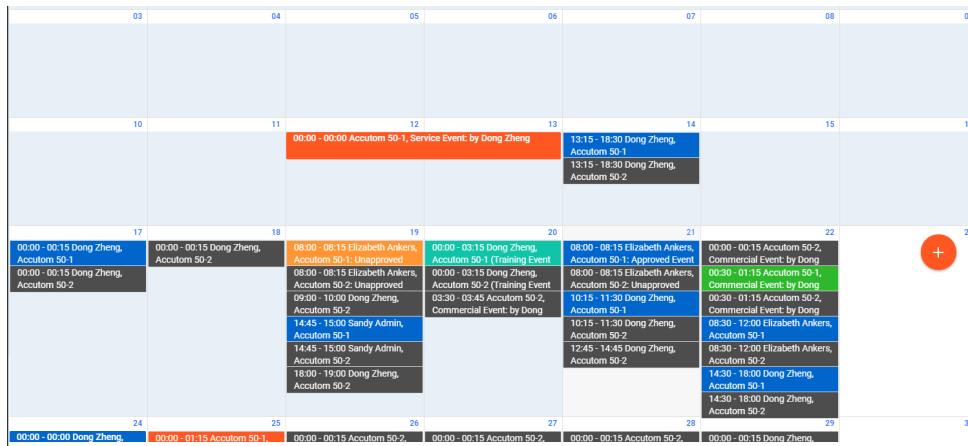 03 04 05 06 07 08
10 11 12 13 14 15
00:00 - 00:00 Accutom 50-1, Service Event: by Dong Zheng
13:15 - 18:30 Dong Zheng,
Accutom 50-1
13:15 - 18:30 Dong Zheng,
Accutom 50-2
17 18 19 20 21 22
00:00 - 00:15 Dong Zheng,
Accutom 50-1
00:00 - 00:15 Dong Zheng,
Accutom 50-2
00:00 - 00:15 Dong Zheng,
Accutom 50-2
08:00 - 08:15 Elizabeth Ankers,
Accutom 50-1: Unapproved
08:00 - 08:15 Elizabeth Ankers,
Accutom 50-2: Unapproved
09:00 - 10:00 Dong Zheng,
Accutom 50-2
14:45 - 15:00 Sandy Admin,
Accutom 50-1
14:45 - 15:00 Sandy Admin,
Accutom 50-2
18:00 - 19:00 Dong Zheng,
Accutom 50-2
00:00 - 03:15 Dong Zheng,
Accutom 50-1 (Training Event
00:00 - 03:15 Dong Zheng,
Accutom 50-2 (Training Event
03:30 - 03:45 Accutom 50-2,
Commercial Event: by Dong
08:00 - 08:15 Elizabeth Ankers,
Accutom 50-1: Approved Event
08:00 - 08:15 Elizabeth Ankers,
Accutom 50-2: Unapproved
10:15 - 11:30 Dong Zheng,
Accutom 50-1
10:15 - 11:30 Dong Zheng,
Accutom 50-2
12:45 - 14:45 Dong Zheng,
Accutom 50-2
00:00 - 00:15 Accutom 50-2,
Commercial Event: by Dong
00:30 - 01:15 Accutom 50-1,
Commercial Event: by Dong
00:30 - 01:15 Accutom 50-2,
Commercial Event: by Dong
08:30 - 12:00 Elizabeth Ankers,
Accutom 50-1
08:30 - 12:00 Elizabeth Ankers,
Accutom 50-2
14:30 - 18:00 Dong Zheng,
Accutom 50-1
14:30 - 18:00 Dong Zheng,
Accutom 50-2
+
24 25 26 27 28 29
00:00 - 00:00 Dong Zheng,
00:00 - 01:15 Accutom 50-1,
00:00 - 00:15 Accutom 50-2,
00:00 - 00:15 Accutom 50-2,
00:00 - 00:15 Accutom 50-2,
00:00 - 00:15 Dong Zheng,